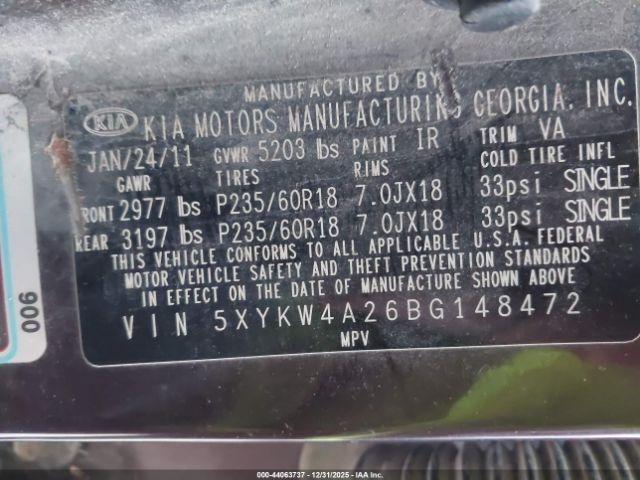 MANUFACTURED BY
KIA KIA MOTORS MANUFACTURING GEORGIA, INC.
JAN/24/11 GVWR 5203 lbs PAINT IR TRIM VA
GAWR TIRES RIMS COLD TIRE INFL
FRONT 2977 lbs P235/60R18 7.0JX18 33psi SINGLE
REAR 3197 lbs P235/60R18 7.0JX18 33psi SINGLE
THIS VEHICLE CONFORMS TO ALL APPLICABLE U.S.A. FEDERAL
MOTOR VEHICLE SAFETY AND THEFT PREVENTION STANDARDS
IN EFFECT ON THE DATE OF MANUFACTURE SHOWN ABOVE
VIN 5XYKW4A26BG148472
MPV
006
000-44063737 - 12/31/2025 - IAA Inc.